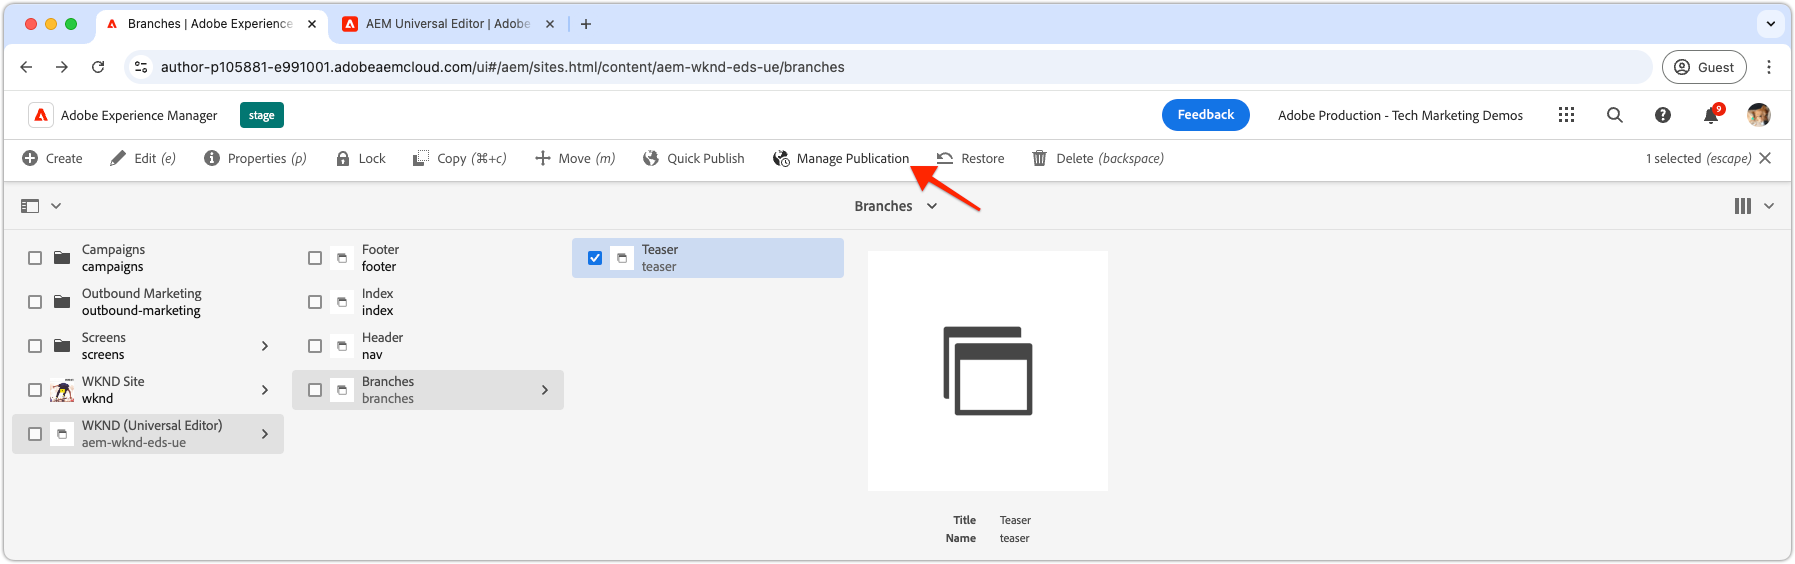 Branches | Adobe Experience
AEM Universal Editor | Adobe
author-p105881-e991001.adobeaemcloud.com/ui#/aem/sites.html/content/aem-wknd-eds-ue/branches
Guest
Adobe Experience Manager
stage
Feedback
Adobe Production - Tech Marketing Demos
9
Create
Edit (e)
Properties (p)
Lock
Copy (⌘+c)
Move (m)
Quick Publish
Manage Publication
Restore
Delete (backspace)
1 selected (escape)
Branches
Campaigns
campaigns
Outbound Marketing
outbound-marketing
Screens
screens
WKND Site
wknd
WKND (Universal Editor)
aem-wknd-eds-ue
Footer
footer
Index
index
Header
nav
Branches
branches
Teaser
teaser
Title Teaser
Name teaser